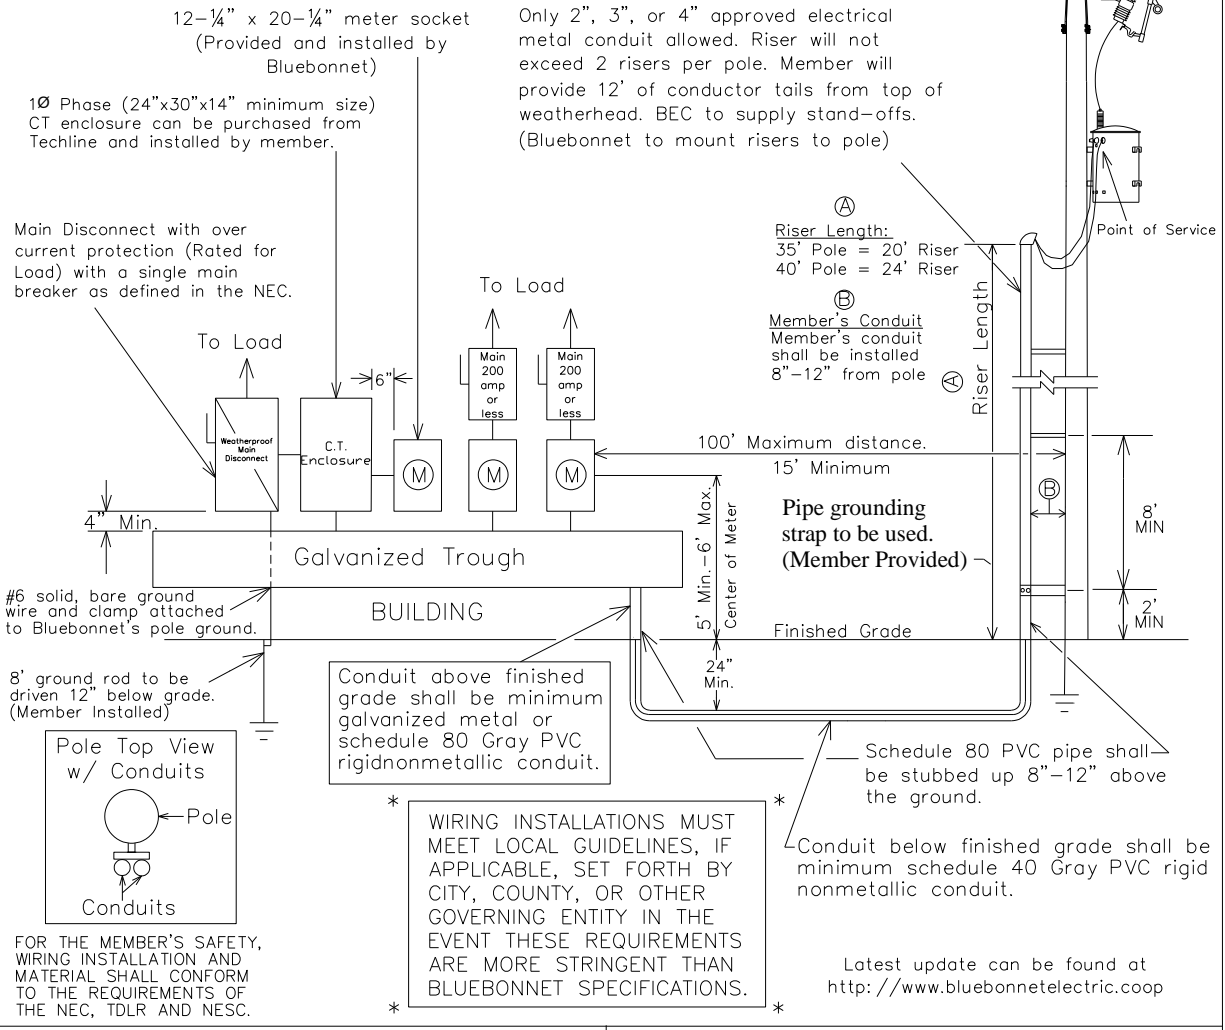 12-¼" x 20-¼" meter socket
(Provided and installed by
Bluebonnet)
Only 2", 3", or 4" approved electrical
metal conduit allowed. Riser will not
exceed 2 risers per pole. Member will
provide 12' of conductor tails from top of
weatherhead. BEC to supply stand-offs.
(Bluebonnet to mount risers to pole)
1Ø Phase (24"x30"x14" minimum size)
CT enclosure can be purchased from
Techline and installed by member.
Main Disconnect with over
current protection (Rated for
Load) with a single main
breaker as defined in the NEC.
A
Riser Length:
35' Pole = 20' Riser
40' Pole = 24' Riser
B
Member's Conduit
Member's conduit
shall be installed
8"-12" from pole
Point of Service
Riser Length
A
To Load
To Load
6"
Main
200
amp
or
less
Main
200
amp
or
less
Weatherproof
Main
Disconnect
C.T.
Enclosure
M
M
M
100' Maximum distance.
15' Minimum
B
8'
MIN
2'
MIN
4" Min.
Galvanized Trough
5' Min.-6' Max.
Center of Meter
Pipe grounding
strap to be used.
(Member Provided)
#6 solid, bare ground
wire and clamp attached
to Bluebonnet's pole ground.
BUILDING
Finished Grade
24"
Min.
8' ground rod to be
driven 12" below grade.
(Member Installed)
Conduit above finished
grade shall be minimum
galvanized metal or
schedule 80 Gray PVC
rigidnonmetallic conduit.
Schedule 80 PVC pipe shall
be stubbed up 8"-12" above
the ground.
Pole Top View
w/ Conduits
Pole
Conduits
*
*
WIRING INSTALLATIONS MUST
MEET LOCAL GUIDELINES, IF
APPLICABLE, SET FORTH BY
CITY, COUNTY, OR OTHER
GOVERNING ENTITY IN THE
EVENT THESE REQUIREMENTS
ARE MORE STRINGENT THAN
BLUEBONNET SPECIFICATIONS.
*
*
Conduit below finished grade shall be
minimum schedule 40 Gray PVC rigid
nonmetallic conduit.
FOR THE MEMBER'S SAFETY,
WIRING INSTALLATION AND
MATERIAL SHALL CONFORM
TO THE REQUIREMENTS OF
THE NEC, TDLR AND NESC.
Latest update can be found at
http://www.bluebonnetelectric.coop